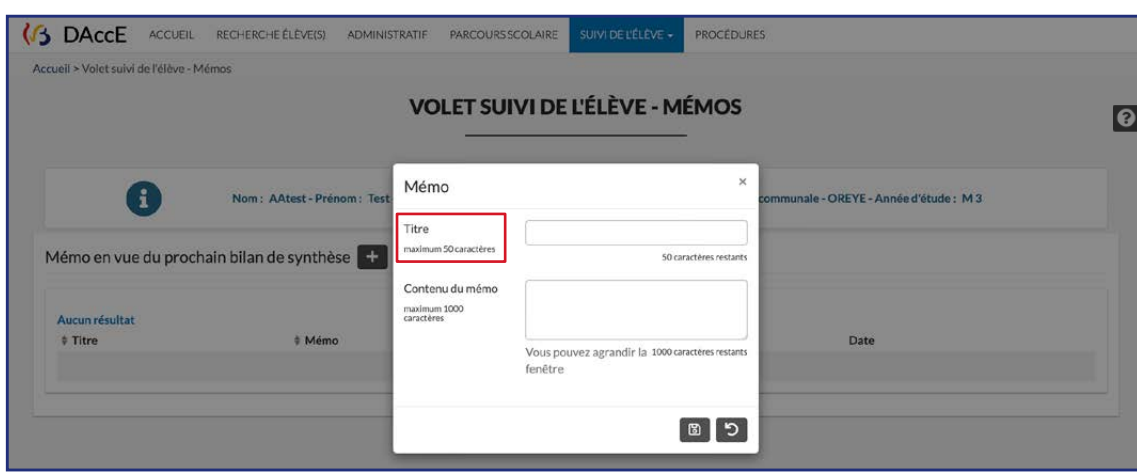 DAccE ACCUEIL RECHERCHE ÉLÈVE(S) ADMINISTRATIF PARCOURS SCOLAIRE SUIVI DE L'ÉLÈVE PROCÉDURES
Accueil > Volet suivi de l'élève - Mémos
VOLET SUIVI DE L'ÉLÈVE - MÉMOS
?
Mémo ×
i Nom : AAtest - Prénom : Test communale - OREYE - Année d'étude : M 3
Titre
maximum 50 caractères
50 caractères restants
Mémo en vue du prochain bilan de synthèse +
Contenu du mémo
maximum 1000
caractères
Aucun résultat
Titre Mémo Date
Vous pouvez agrandir la 1000 caractères restants
fenêtre